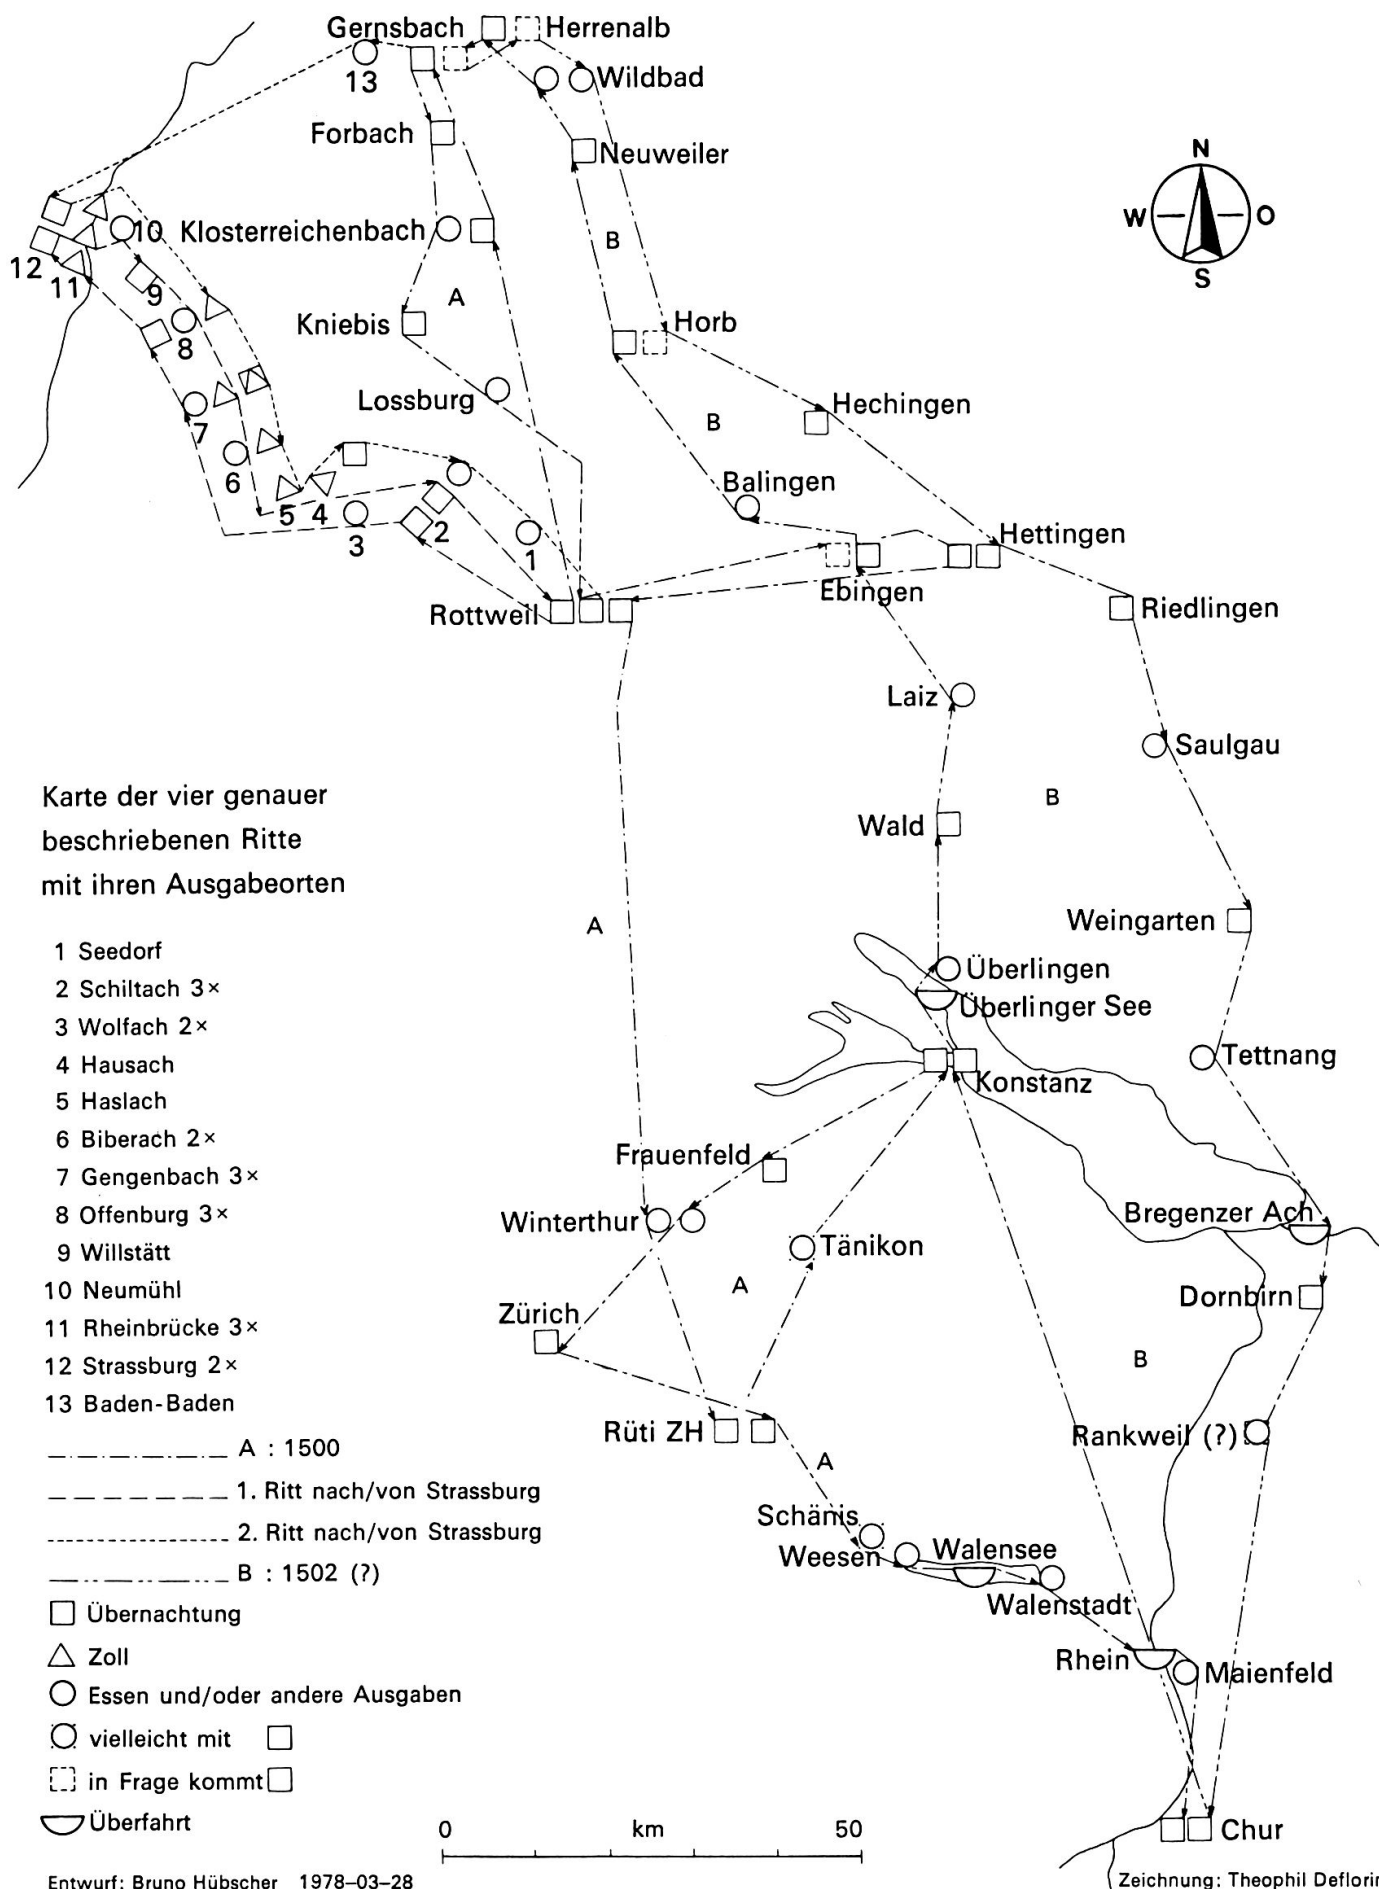 Gernsbach
Herrenalb
13
Wildbad
Forbach
Neuweiler
N
W
O
S
10
Klosterreichenbach
B
12
11
9
A
Kniebis
Horb
8
Lossburg
Hechingen
7
B
Balingen
6
5
4
2
3
1
Hettingen
Ebingen
Rottweil
Riedlingen
Laiz
Saulgau
Karte der vier genauer
beschriebenen Ritte
mit ihren Ausgabeorten
B
Wald
A
Weingarten
1 Seedorf
2 Schiltach 3×
3 Wolfach 2×
4 Hausach
5 Haslach
6 Biberach 2×
7 Gengenbach 3×
8 Offenburg 3×
9 Willstätt
10 Neumühl
11 Rheinbrücke 3×
12 Strassburg 2×
13 Baden-Baden
Überlingen
Überlinger See
Tettnang
Konstanz
Frauenfeld
Winterthur
Bregenzer Ach
Tänikon
A
Dornbirn
Zürich
B
Rüti ZH
Rankweil (?)
A
A : 1500
1. Ritt nach/von Strassburg
2. Ritt nach/von Strassburg
B : 1502 (?)
Übernachtung
Zoll
Essen und/oder andere Ausgaben
vielleicht mit
in Frage kommt
Überfahrt
Schänis
Weesen
Walensee
Walenstadt
Rhein
Maienfeld
Chur
0 km 50
Entwurf: Bruno Hübscher 1978–03–28
Zeichnung: Theophil Deflorin